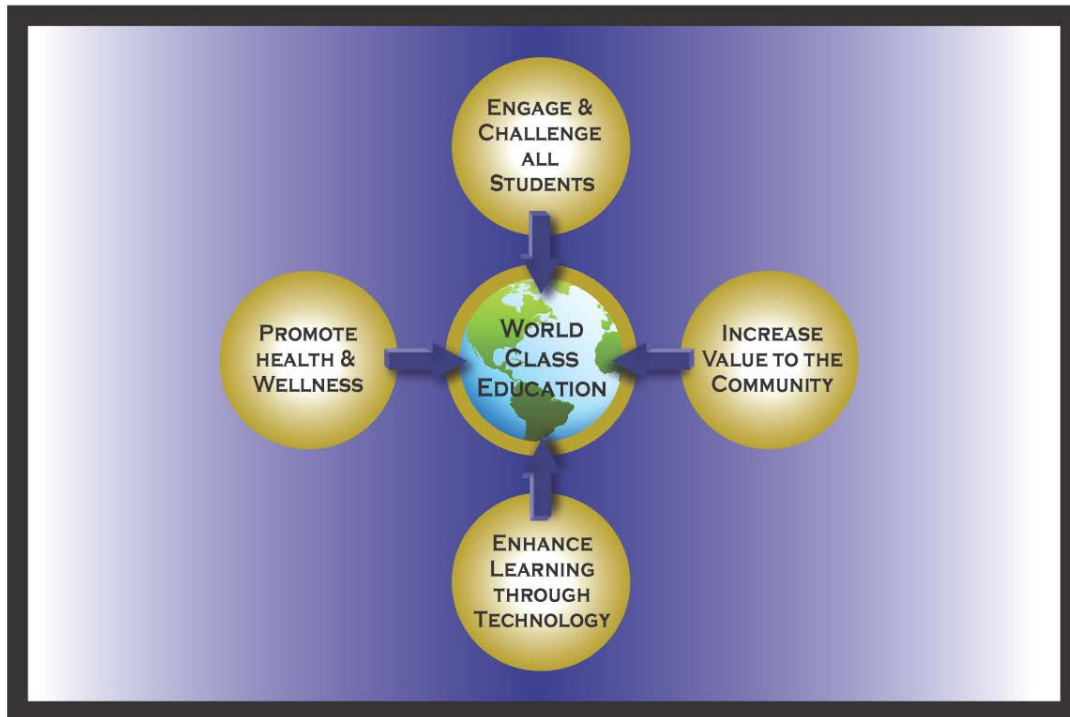 Engage &
Challenge
all
Students
Promote
health &
Wellness
World
Class
Education
Increase
Value to the
Community
Enhance
Learning
through
Technology